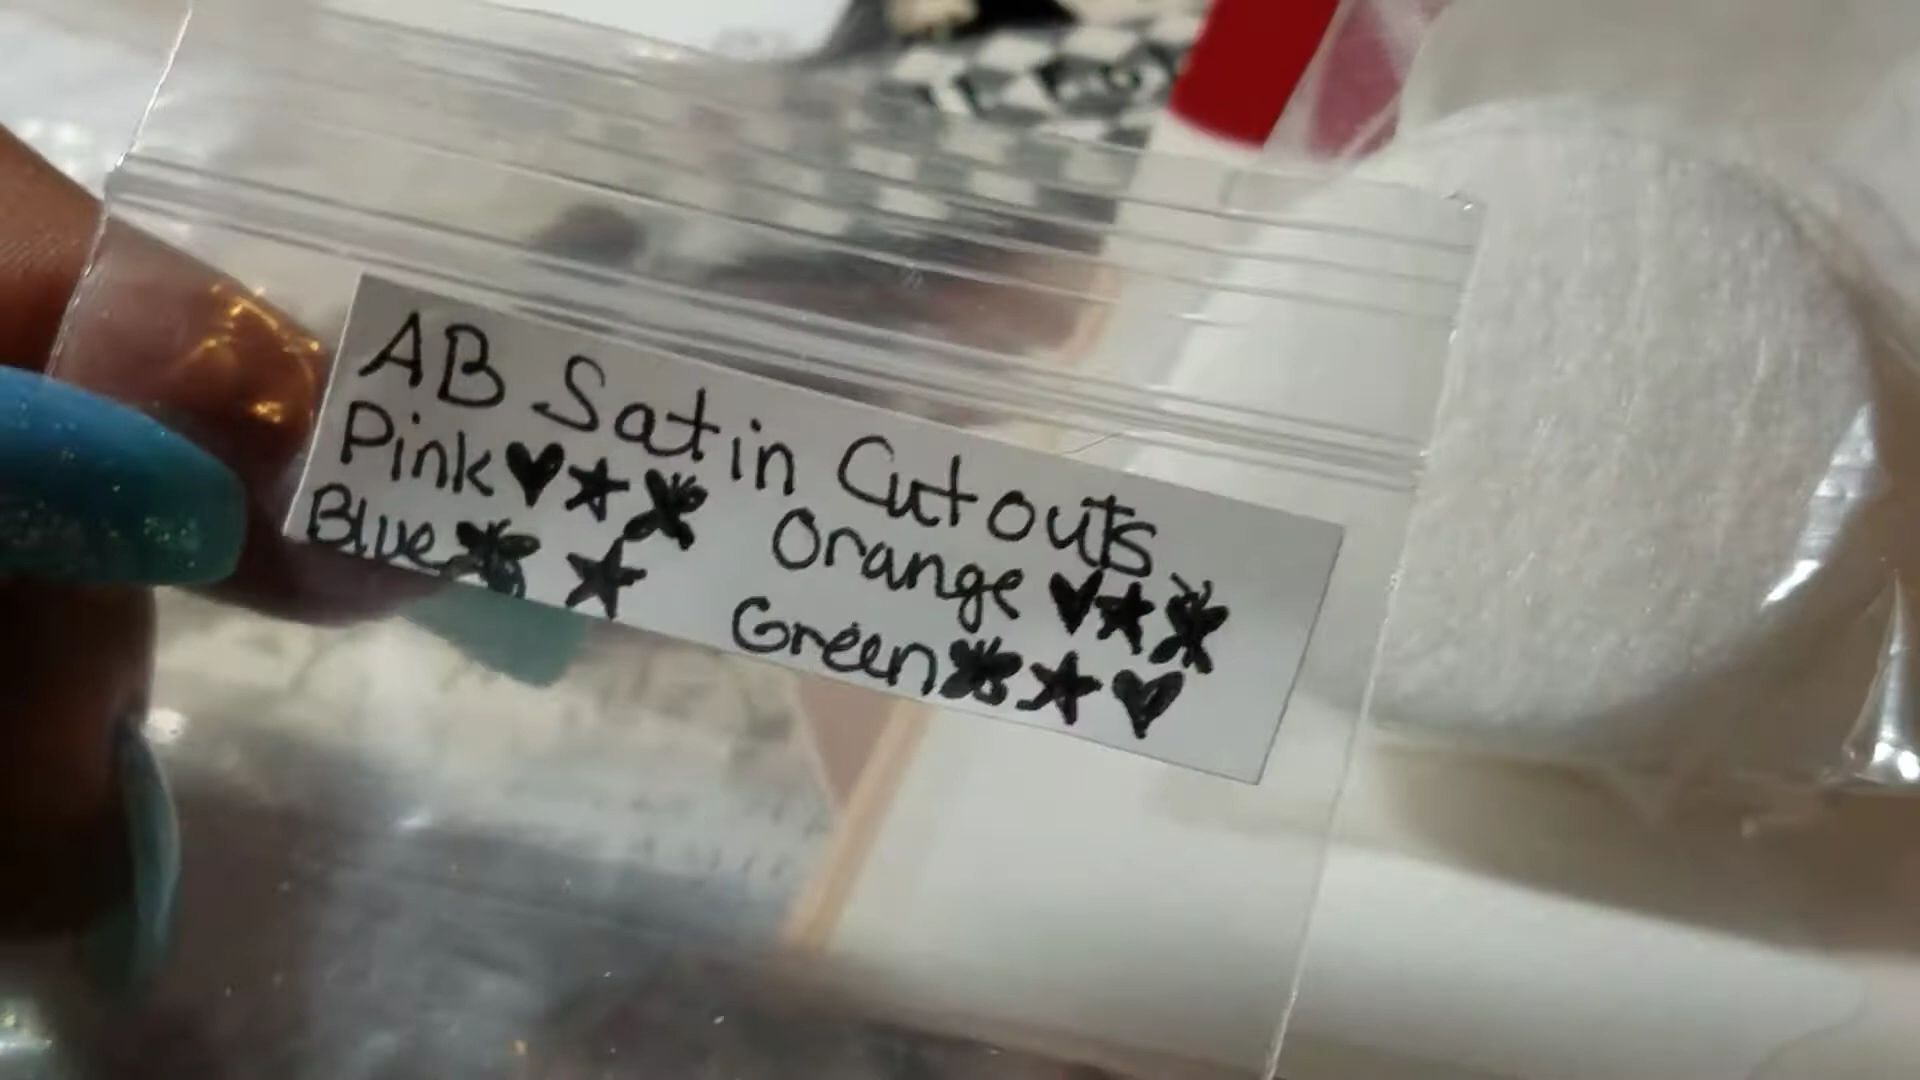 AB Satin Cutouts
Pink♥★ Orange ♥★
Blue ★ Green ★♥